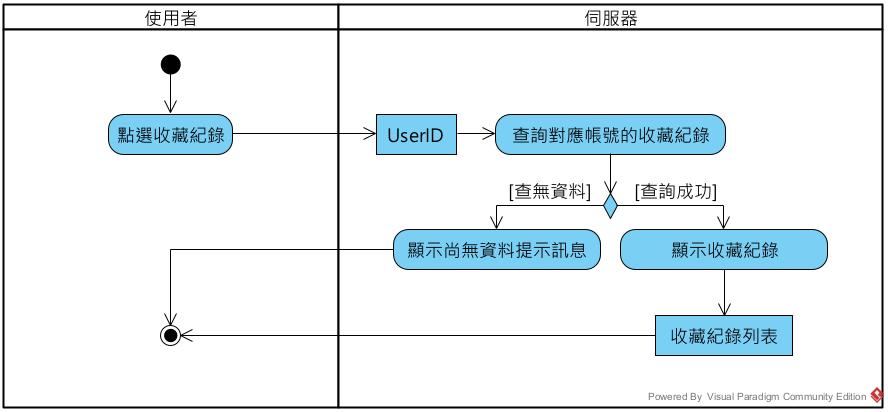 使用者
伺服器
點選收藏紀錄
UserID
查詢對應帳號的收藏紀錄
[查無資料]
[查詢成功]
顯示尚無資料提示訊息
顯示收藏紀錄
收藏紀錄列表
Powered By Visual Paradigm Community Edition